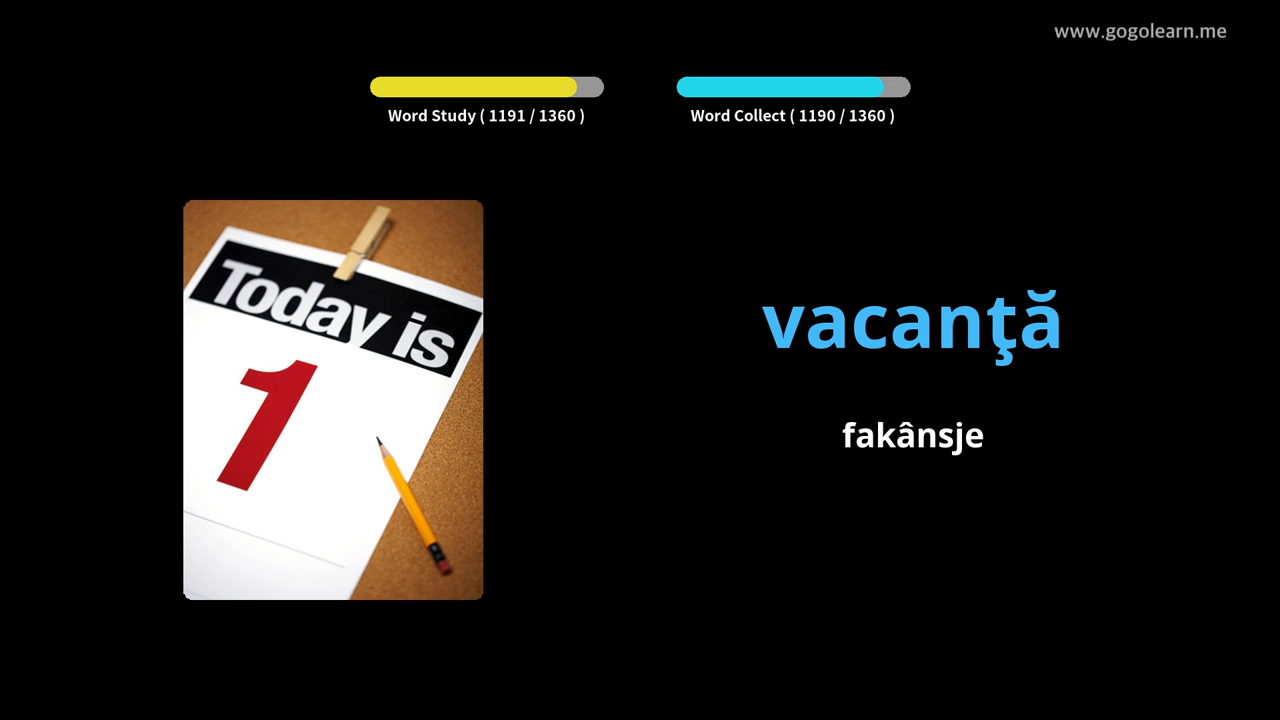 www.gogolearn.me
Word Study ( 1191 / 1360 )
Word Collect ( 1190 / 1360 )
Today is
1
vacanţă
fakânsje